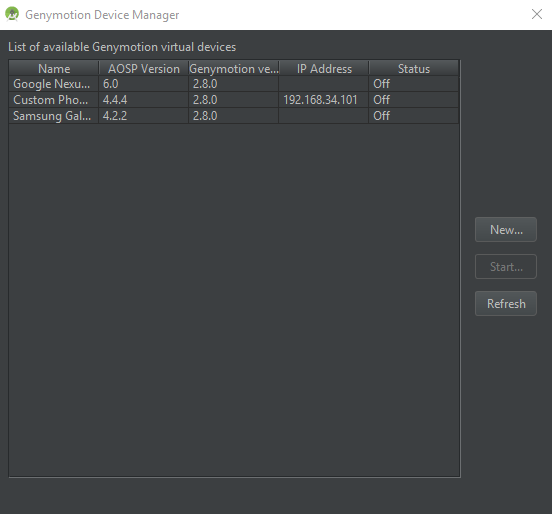 Genymotion Device Manager
List of available Genymotion virtual devices
Name AOSP Version Genymotion ve... IP Address Status
Google Nexu... 6.0 2.8.0 Off
Custom Pho... 4.4.4 2.8.0 192.168.34.101 Off
Samsung Gal... 4.2.2 2.8.0 Off
New...
Start...
Refresh